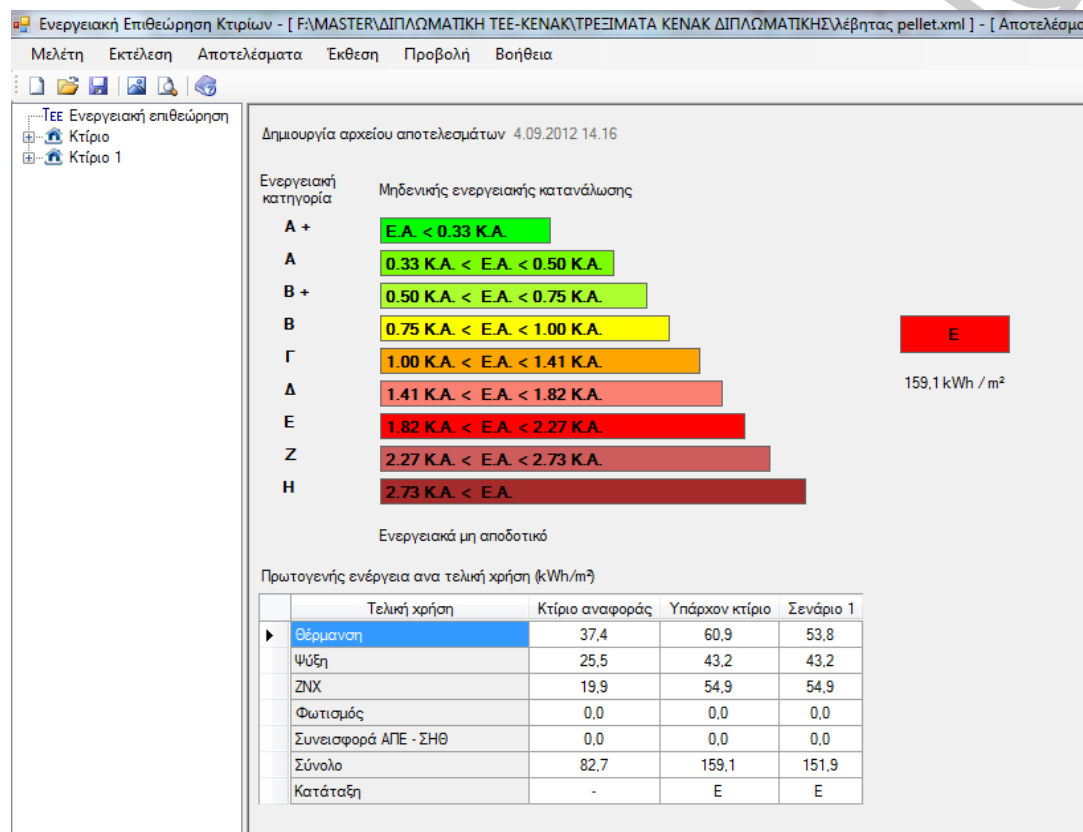 Ενεργειακή Επιθεώρηση Κτιρίων - [ F:\MASTER\ΔΙΠΛΩΜΑΤΙΚΗ ΤΕΕ-ΚΕΝΑΚ\ΤΡΕΞΙΜΑΤΑ ΚΕΝΑΚ ΔΙΠΛΩΜΑΤΙΚΗΣ\λέβητας pellet.xml ] - [ Αποτελέσμα
Μελέτη Εκτέλεση Αποτελέσματα Έκθεση Προβολή Βοήθεια
ΤΕΕ Ενεργειακή επιθεώρηση
Κτίριο
Κτίριο 1
Δημιουργία αρχείου αποτελεσμάτων 4.09.2012 14.16
Ενεργειακή
κατηγορία
Μηδενικής ενεργειακής κατανάλωσης
Α + Ε.Α. < 0.33 Κ.Α.
Α 0.33 Κ.Α. < Ε.Α. < 0.50 Κ.Α.
Β + 0.50 Κ.Α. < Ε.Α. < 0.75 Κ.Α.
Β 0.75 Κ.Α. < Ε.Α. < 1.00 Κ.Α.
Γ 1.00 Κ.Α. < Ε.Α. < 1.41 Κ.Α.
Δ 1.41 Κ.Α. < Ε.Α. < 1.82 Κ.Α.
Ε 1.82 Κ.Α. < Ε.Α. < 2.27 Κ.Α.
Ζ 2.27 Κ.Α. < Ε.Α. < 2.73 Κ.Α.
Η 2.73 Κ.Α. < Ε.Α.
Ε
159,1 kWh / m²
Ενεργειακά μη αποδοτικό
Πρωτογενής ενέργεια ανα τελική χρήση (kWh/m²)
Τελική χρήση Κτίριο αναφοράς Υπάρχον κτίριο Σενάριο 1
Θέρμανση 37,4 60,9 53,8
Ψύξη 25,5 43,2 43,2
ΖΝΧ 19,9 54,9 54,9
Φωτισμός 0,0 0,0 0,0
Συνεισφορά ΑΠΕ - ΣΗΘ 0,0 0,0 0,0
Σύνολο 82,7 159,1 151,9
Κατάταξη - Ε Ε